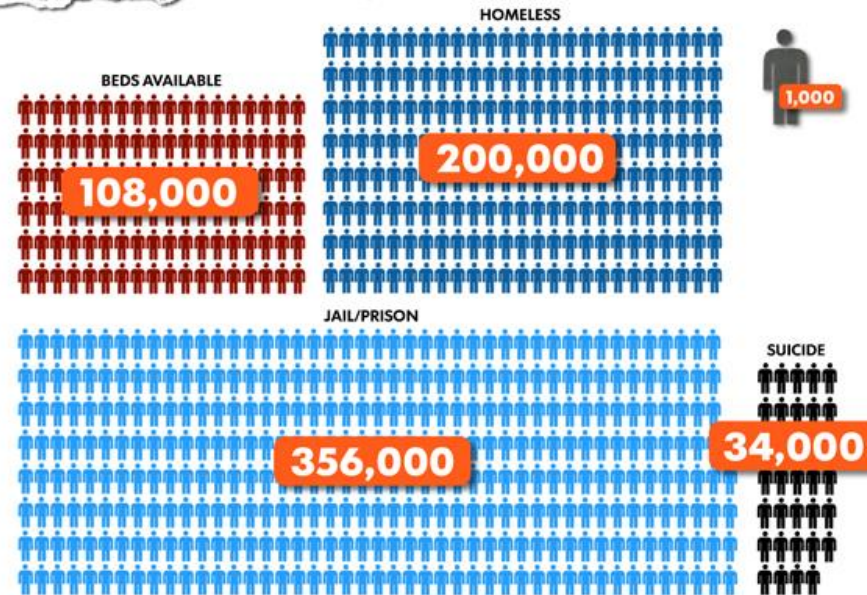 HOMELESS
BEDS AVAILABLE
1,000
108,000
200,000
JAIL/PRISON
SUICIDE
356,000
34,000